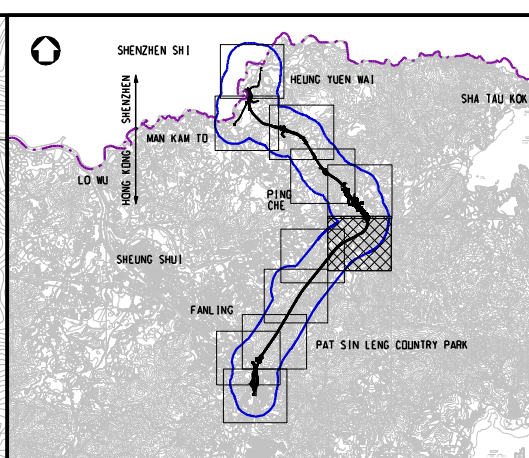 SHENZHEN SHI
HEUNG YUEN WAI
SHENZHEN
HONG KONG
SHA TAU KOK
MAN KAM TO
LO WU
PING
CHE
SHEUNG SHUI
FANLING
PAT SIN LENG COUNTRY PARK